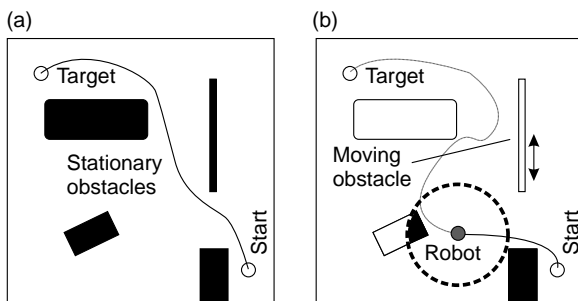 (a)
Target
Stationary
obstacles
Start
(b)
Target
Moving
obstacle
Robot
Start